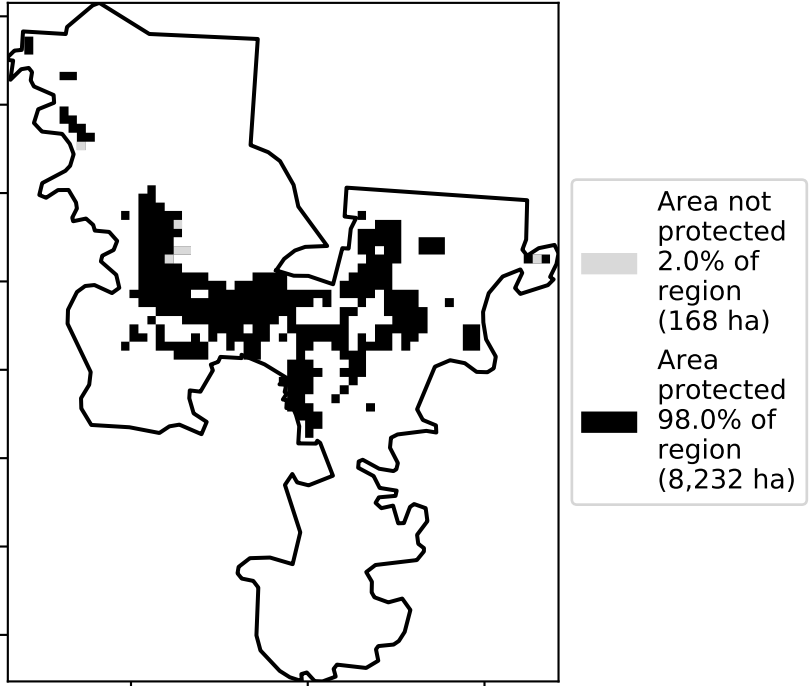 Area not
protected
2.0% of
region
(168 ha)
Area
protected
98.0% of
region
(8,232 ha)